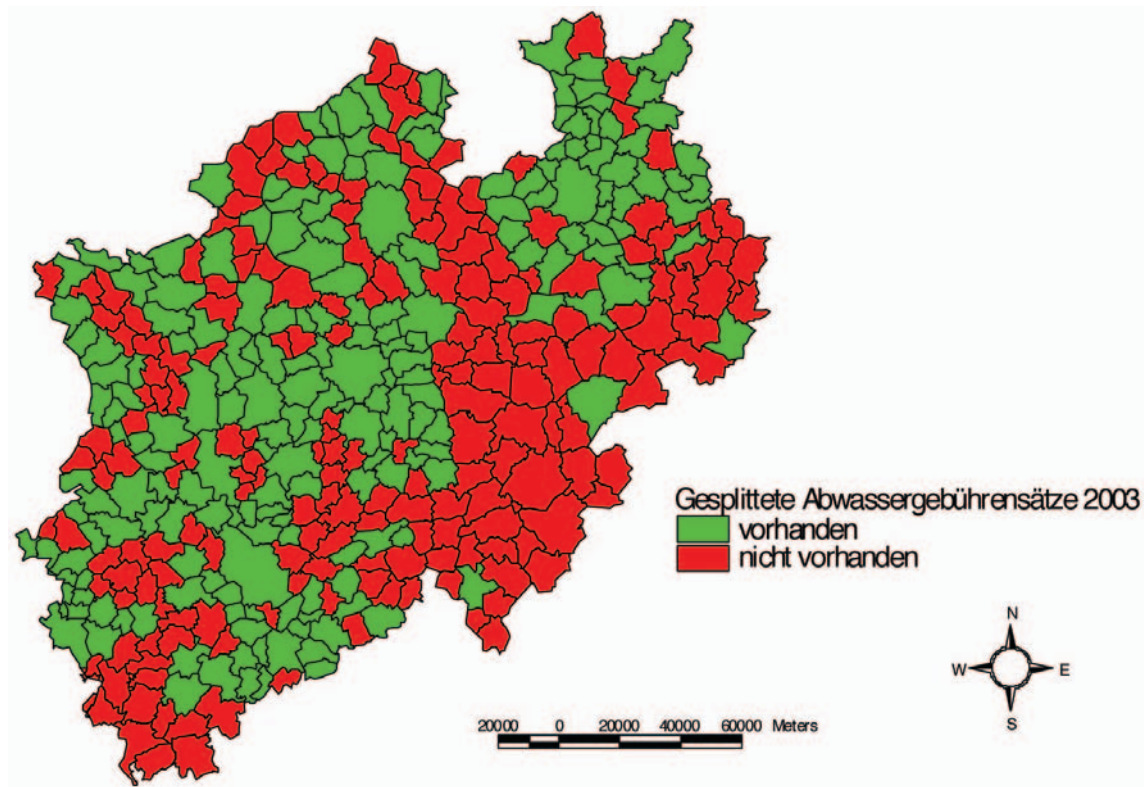 Gesplittete Abwassergebührensätze 2003
vorhanden
nicht vorhanden
N
W E
S
20000 0 20000 40000 60000 Meters